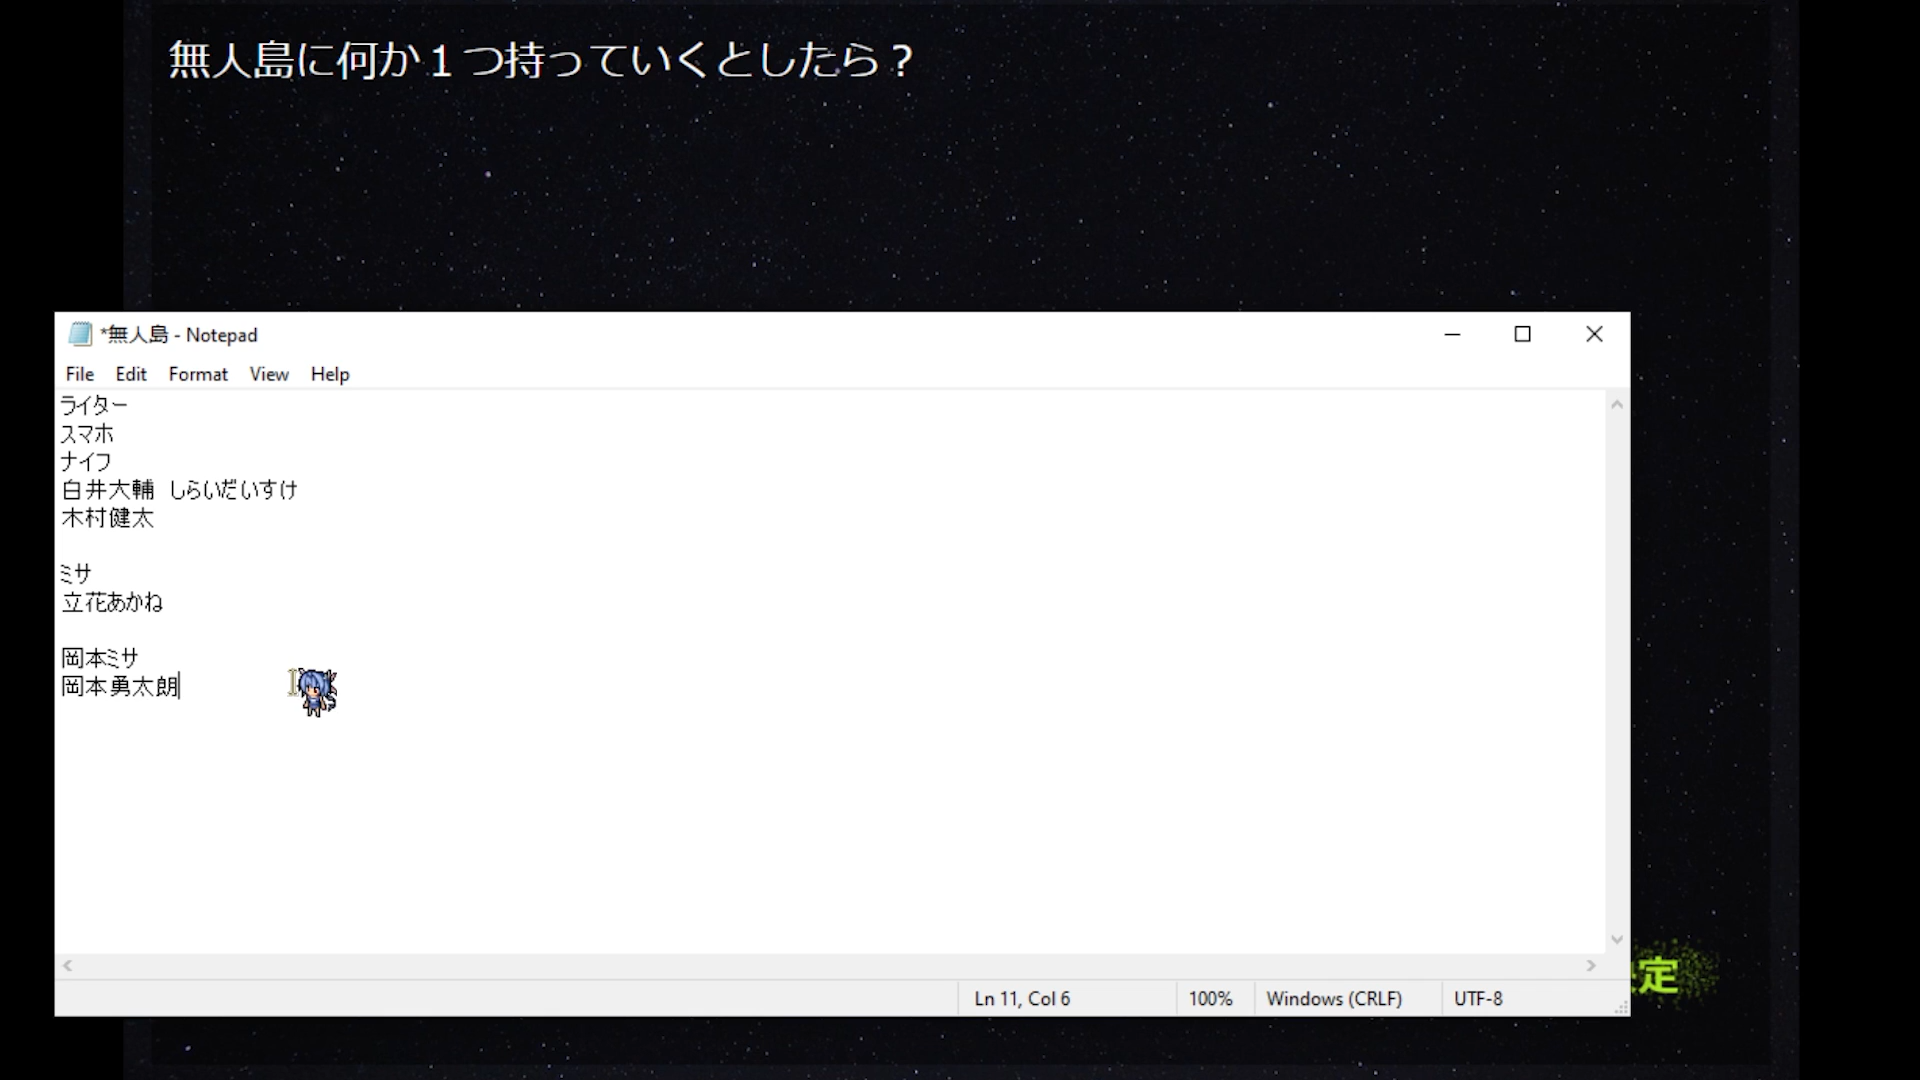 無人島に何か１つ持っていくとしたら？
*無人島 - Notepad
File Edit Format View Help
ライター
スマホ
ナイフ
白井大輔　しらいだいすけ
木村健太
ミサ
立花あかね
岡本ミサ
岡本勇太朗
定
Ln 11, Col 6 100% Windows (CRLF) UTF-8